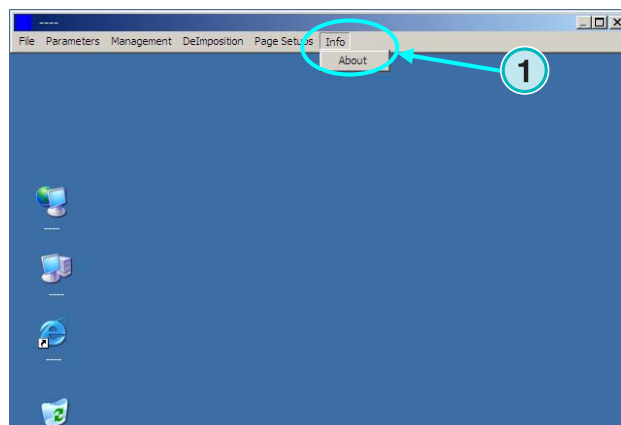 ----
File Parameters Management DeImposition Page Setups Info
About
1
----
----
----